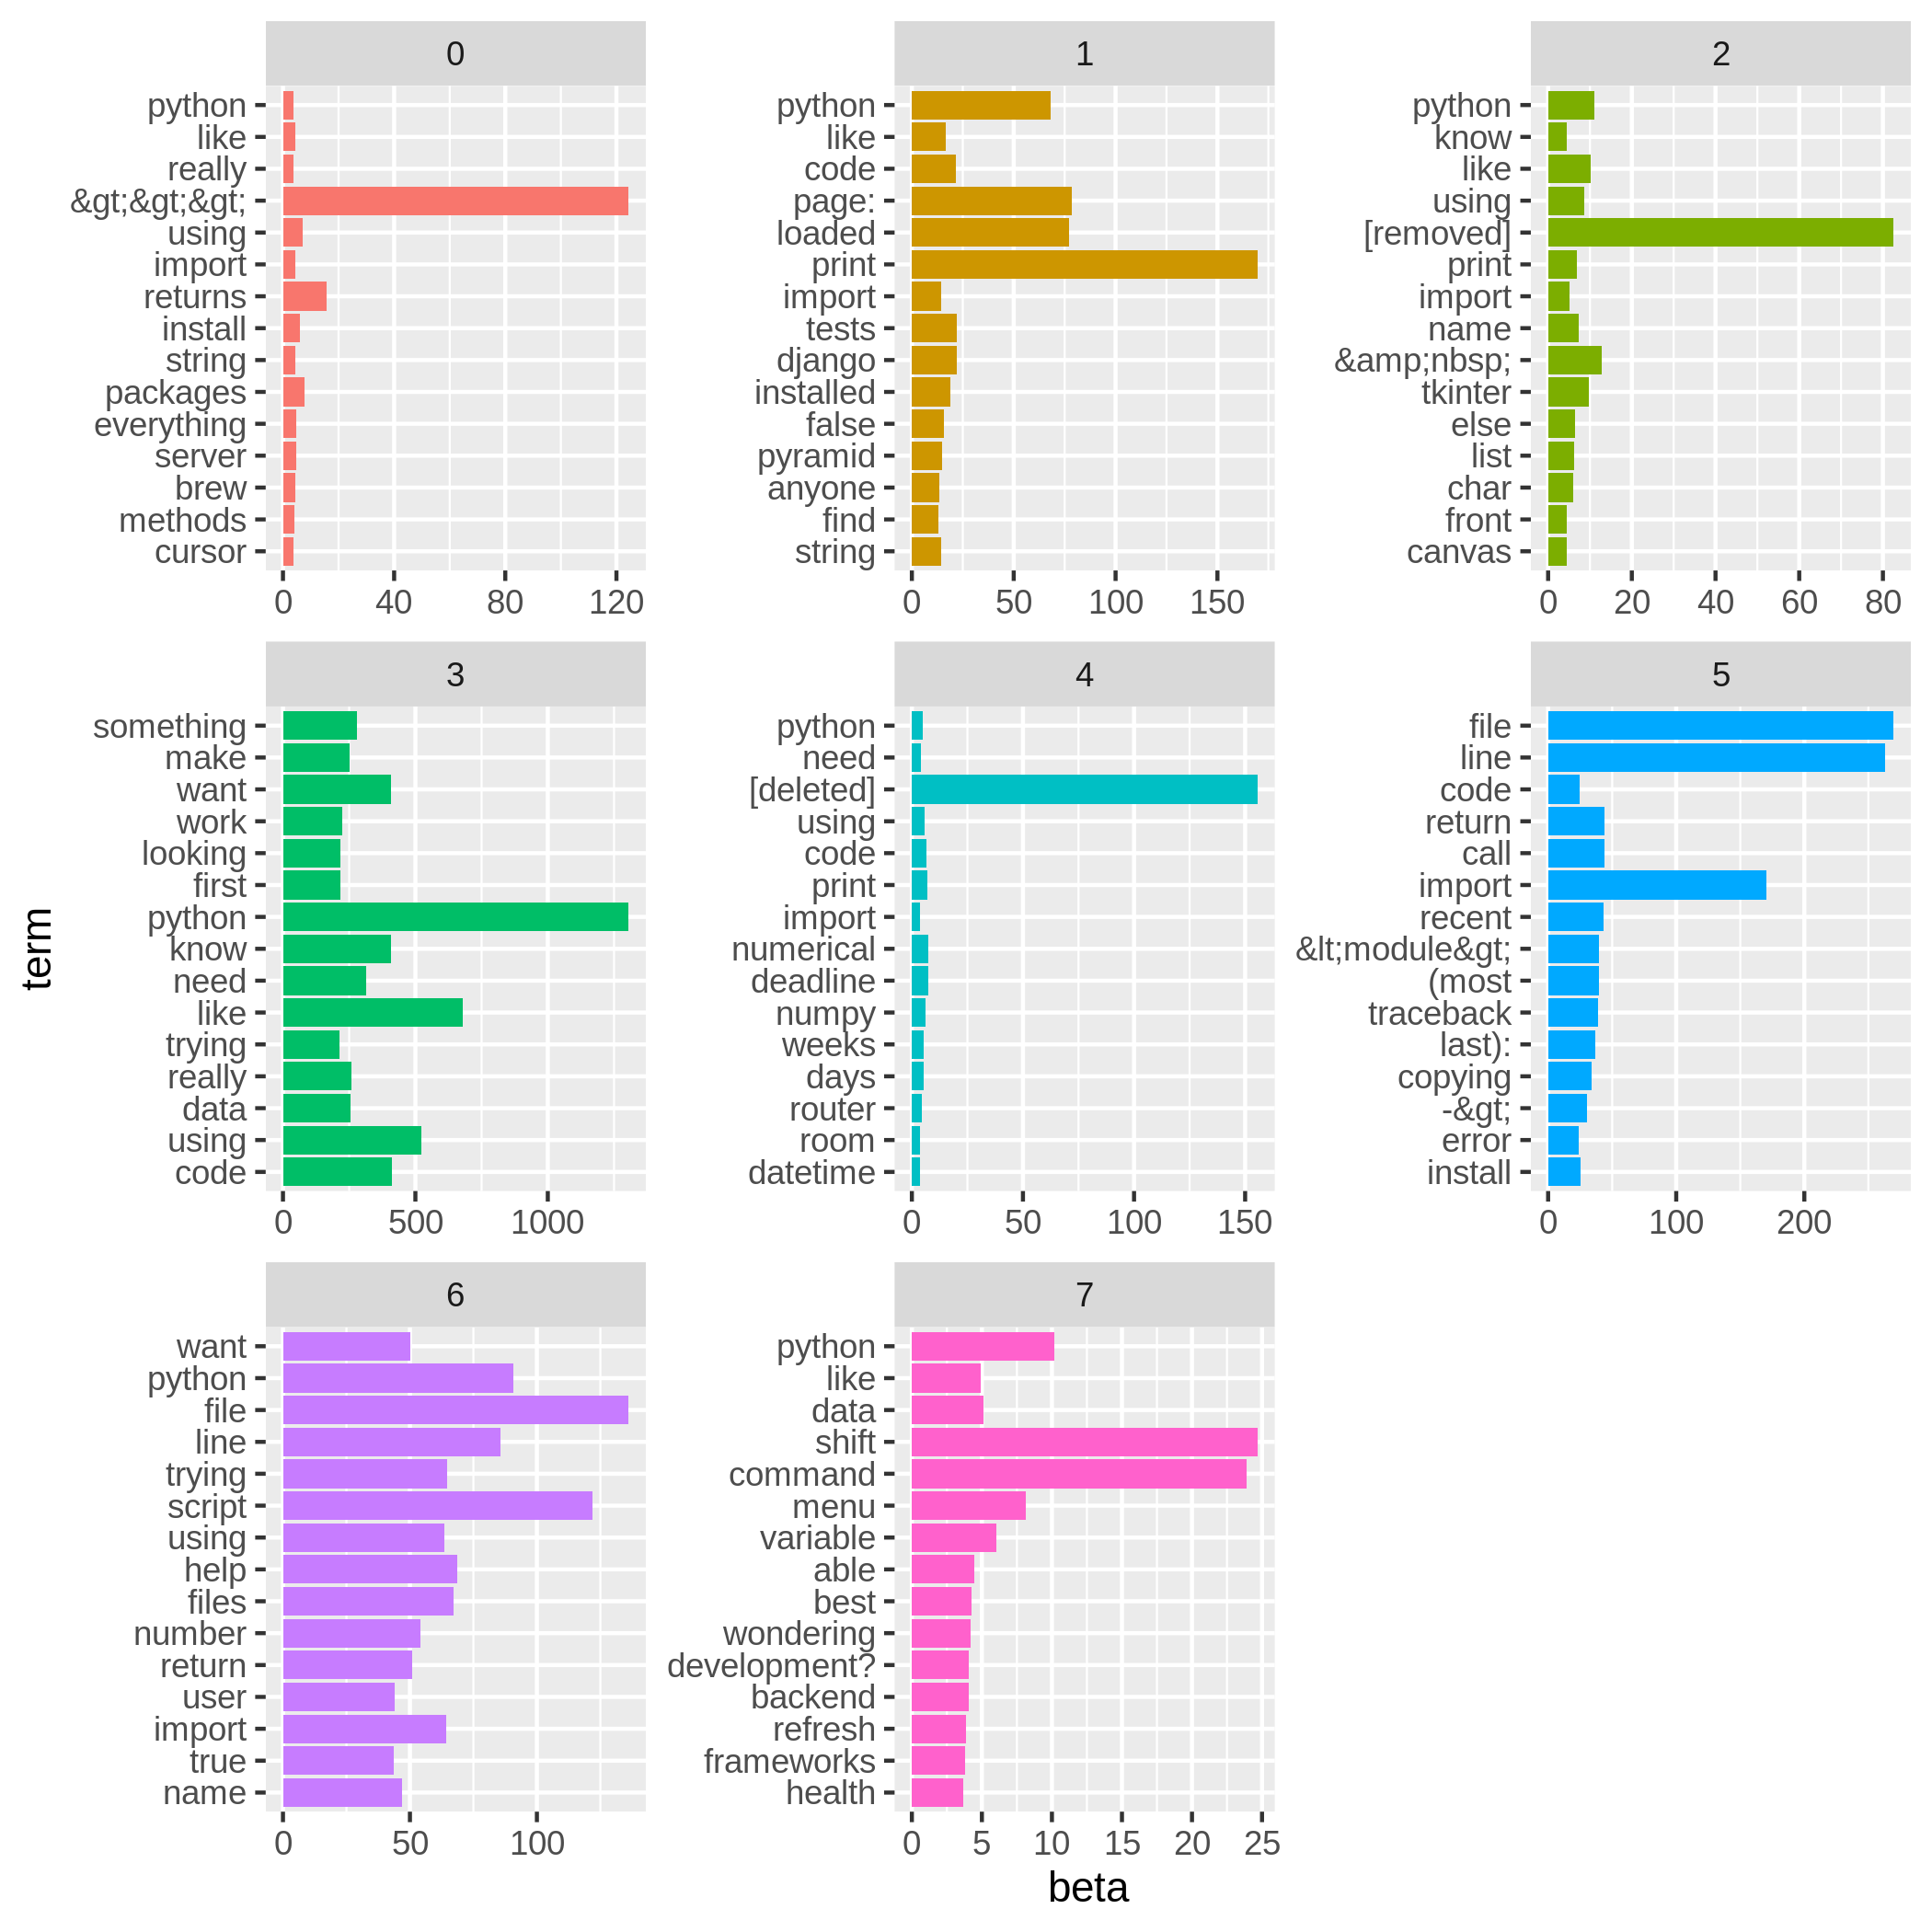 0
python
like
really
&gt;&gt;&gt;
using
import
returns
install
string
packages
everything
server
brew
methods
cursor
0 40 80 120
1
python
like
code
page:
loaded
print
import
tests
django
installed
false
pyramid
anyone
find
string
0 50 100 150
2
python
know
like
using
[removed]
print
import
name
&amp;nbsp;
tkinter
else
list
char
front
canvas
0 20 40 60 80
3
something
make
want
work
looking
first
python
know
need
like
trying
really
data
using
code
0 500 1000
4
python
need
[deleted]
using
code
print
import
numerical
deadline
numpy
weeks
days
router
room
datetime
0 50 100 150
5
file
line
code
return
call
import
recent
&lt;module&gt;
(most
traceback
last):
copying
-&gt;
error
install
0 100 200
6
want
python
file
line
trying
script
using
help
files
number
return
user
import
true
name
0 50 100
7
python
like
data
shift
command
menu
variable
able
best
wondering
development?
backend
refresh
frameworks
health
0 5 10 15 20 25
term
beta